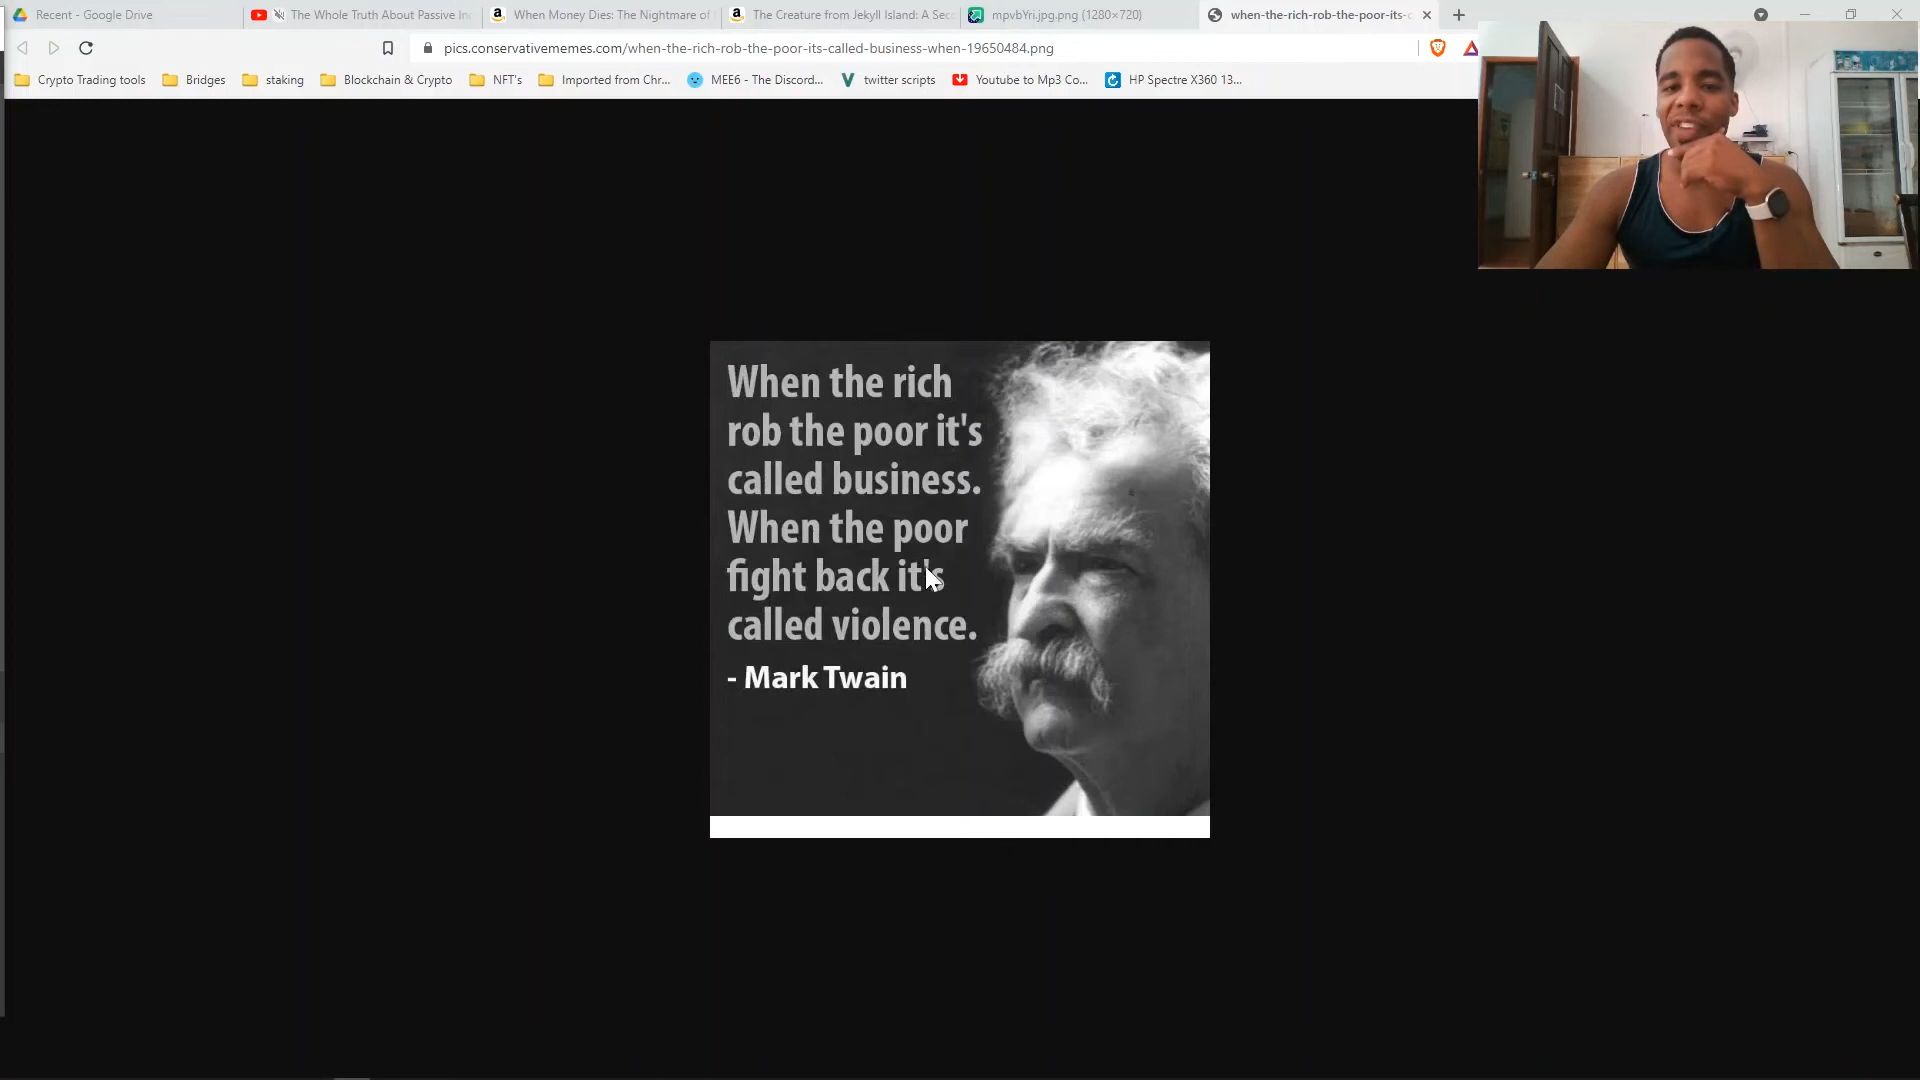 Recent - Google Drive
The Whole Truth About Passive In
When Money Dies: The Nightmare of
The Creature from Jekyll Island: A Sec
mpvbYri.jpg.png (1280×720)
when-the-rich-rob-the-poor-its-c
pics.conservativememes.com/when-the-rich-rob-the-poor-its-called-business-when-19650484.png
Crypto Trading tools
Bridges
staking
Blockchain & Crypto
NFT's
Imported from Chr...
MEE6 - The Discord...
twitter scripts
Youtube to Mp3 Co...
HP Spectre X360 13...
When the rich
rob the poor it's
called business.
When the poor
fight back it's
called violence.
- Mark Twain